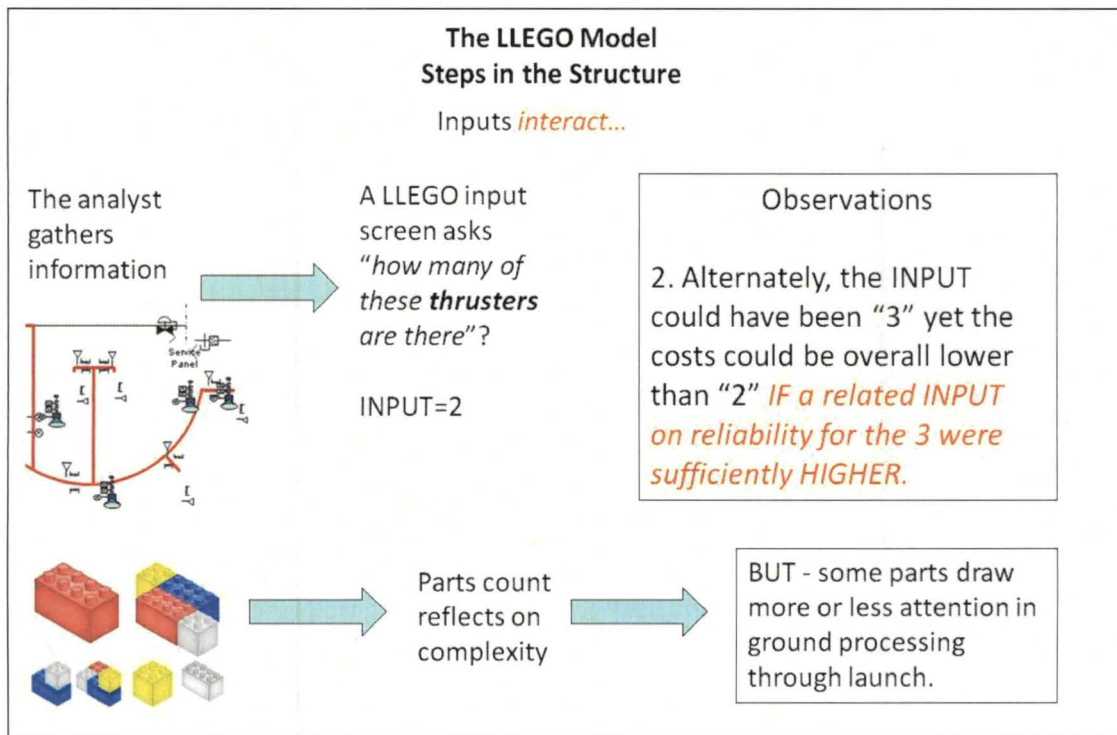 The LLEGO Model
Steps in the Structure
Inputs interact...
The analyst
gathers
information
Service
Panel
A LLEGO input
screen asks
“how many of
these thrusters
are there”?
INPUT=2
Observations
2. Alternately, the INPUT
could have been “3” yet the
costs could be overall lower
than “2” IF a related INPUT
on reliability for the 3 were
sufficiently HIGHER.
Parts count
reflects on
complexity
BUT - some parts draw
more or less attention in
ground processing
through launch.